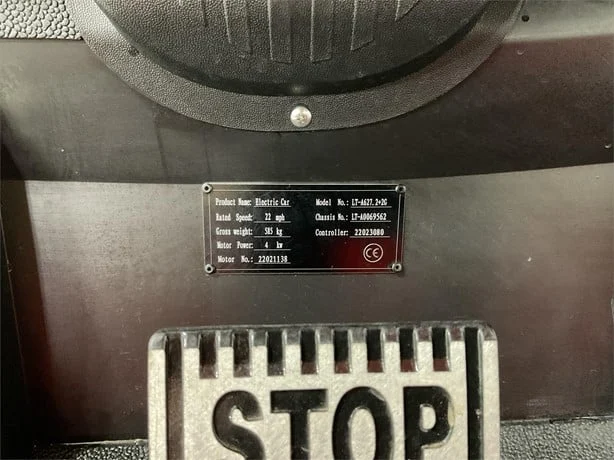 Product Name: Electric Car Model No.: LT-A627.2+2G
Rated Speed: 22 mph Chassis No.: LT-A0069562
Gross weight: 585 kg Controller: 22023080
Motor Power: 4 kw
Motor No.: 22021138 CE
STOP